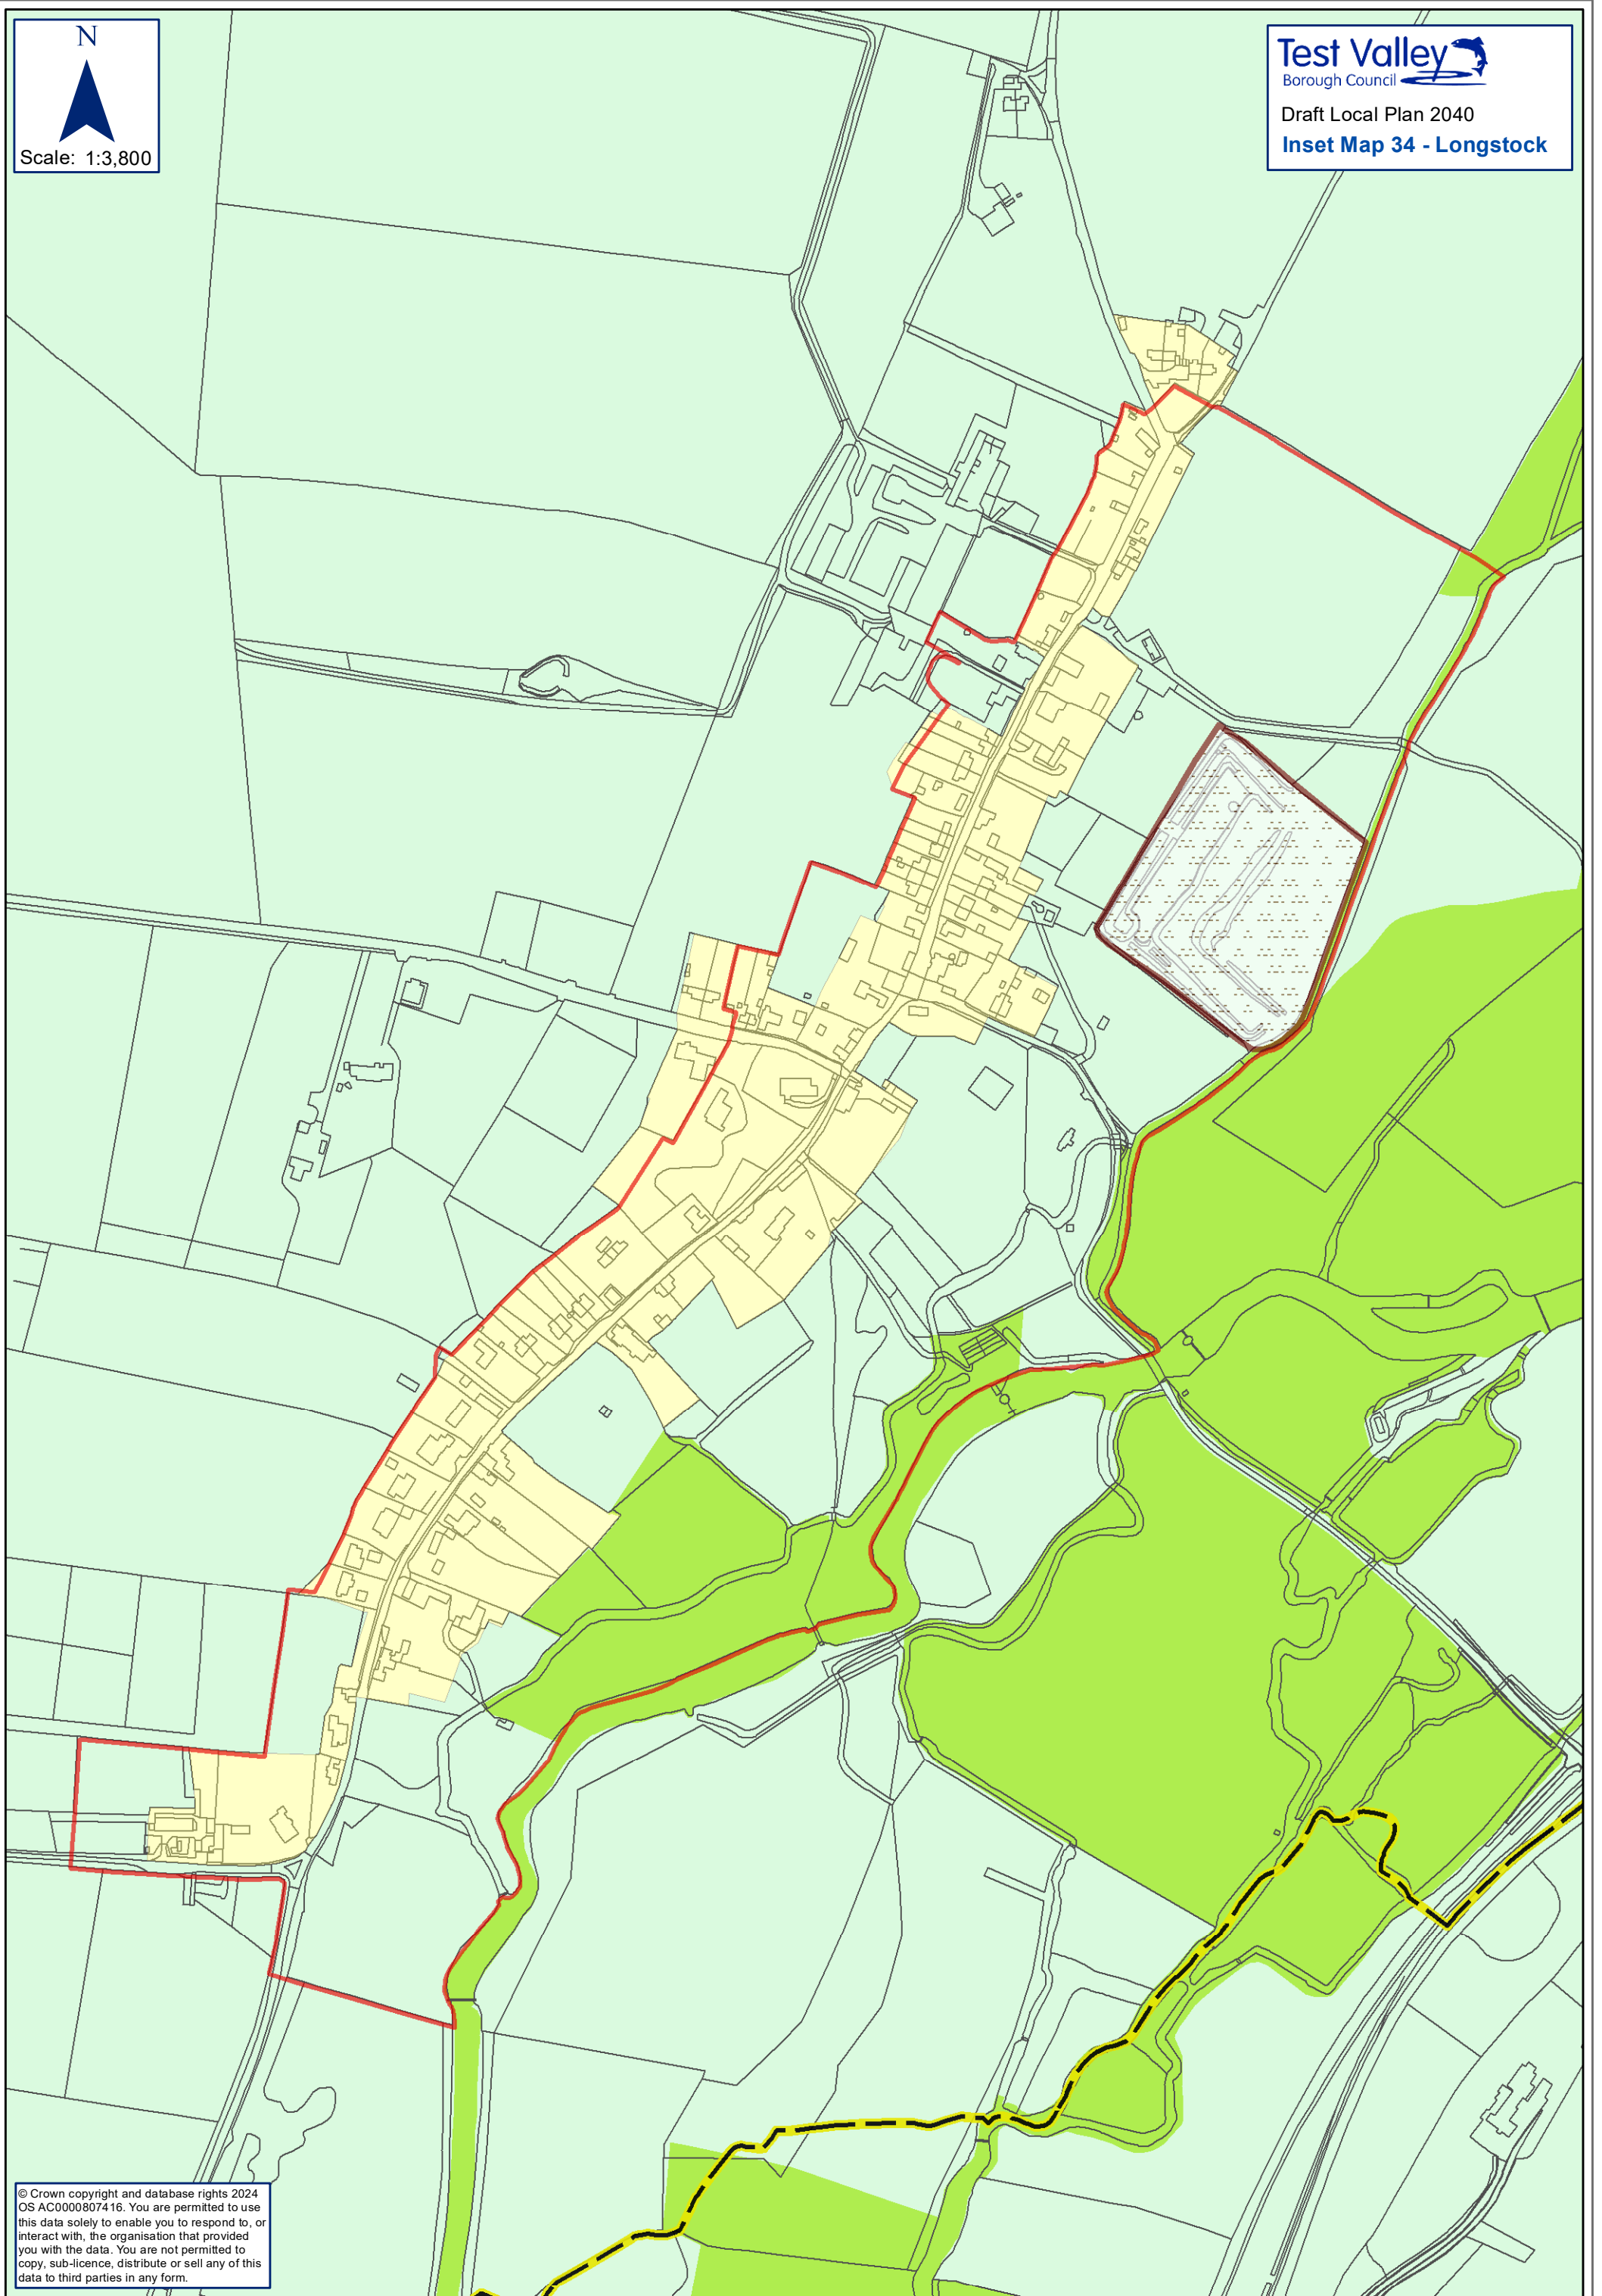 N
Scale: 1:3,800
Test Valley
Borough Council
Draft Local Plan 2040
Inset Map 34 - Longstock
© Crown copyright and database rights 2024
OS AC0000807416. You are permitted to use
this data solely to enable you to respond to, or
interact with, the organisation that provided
you with the data. You are not permitted to
copy, sub-licence, distribute or sell any of this
data to third parties in any form.